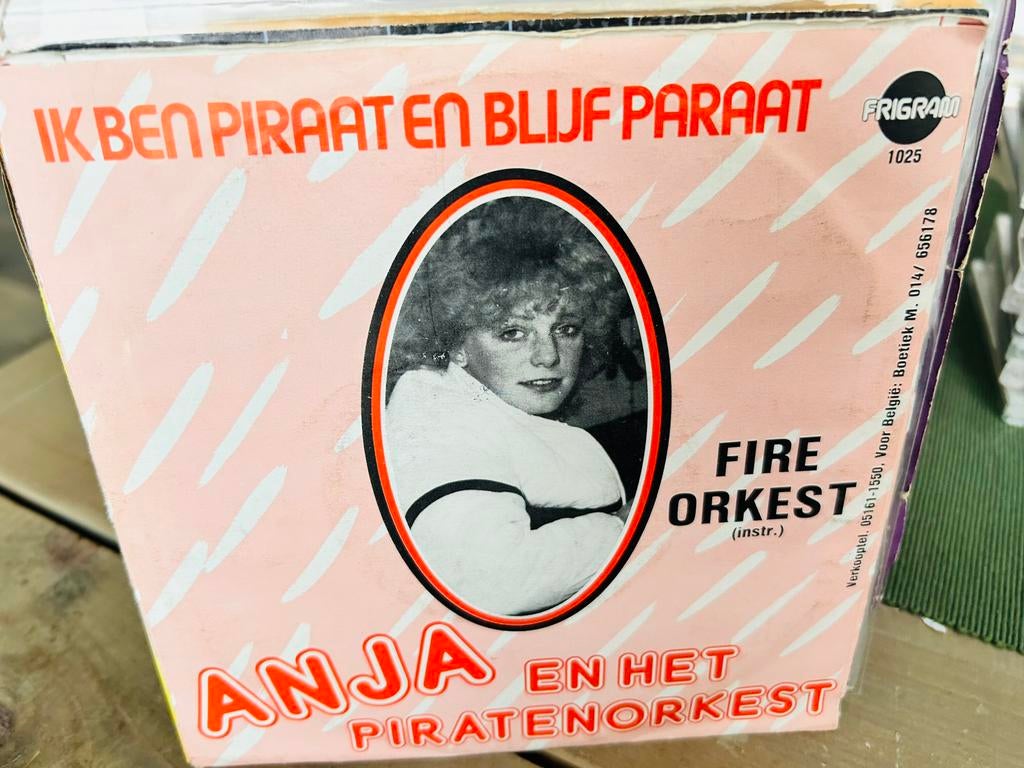 IK BEN PIRAAT EN BLIJF PARAAT
FRIGRAM
1025
FIRE
ORKEST
(instr.)
Verkooptel. 05161-1550, Voor België: Boetiek M. 014/ 656178
ANJA EN HET
PIRATENORKEST